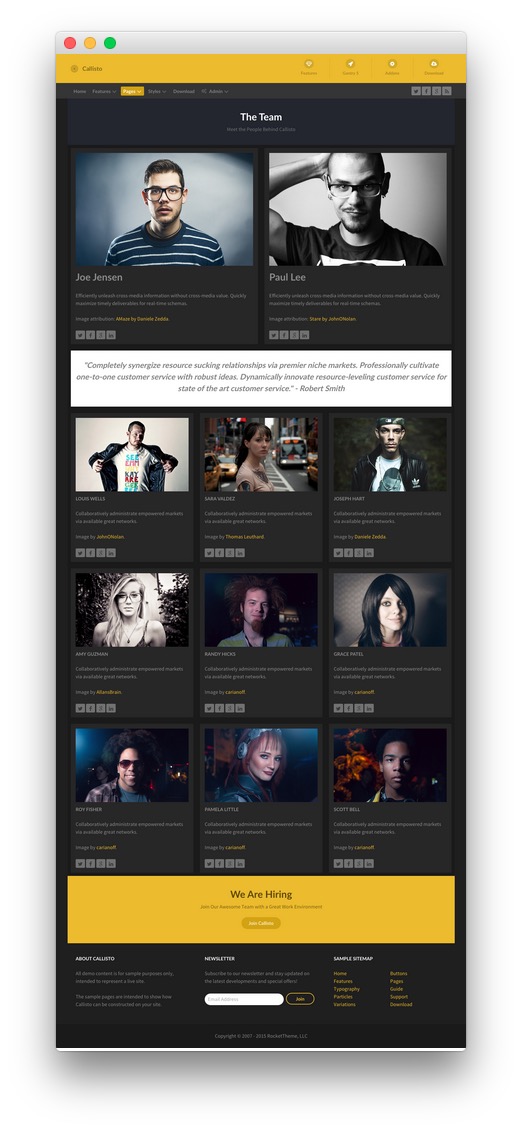 Callisto
Features
Gantry 5
Addons
Download
Home Features Pages Styles Download Admin
The Team
Meet the People Behind Callisto
Joe Jensen
Efficiently unleash cross-media information without cross-media value. Quickly
maximize timely deliverables for real-time schemas.
Image attribution: AMaze by Daniele Zedda.
Paul Lee
Efficiently unleash cross-media information without cross-media value. Quickly
maximize timely deliverables for real-time schemas.
Image attribution: Stare by JohnONolan.
"Completely synergize resource sucking relationships via premier niche markets. Professionally cultivate
one-to-one customer service with robust ideas. Dynamically innovate resource-leveling customer service for
state of the art customer service." - Robert Smith
LOUIS WELLS
Collaboratively administrate empowered markets
via available great networks.
Image by JohnONolan.
SARA VALDEZ
Collaboratively administrate empowered markets
via available great networks.
Image by Thomas Leuthard.
JOSEPH HART
Collaboratively administrate empowered markets
via available great networks.
Image by Daniele Zedda.
AMY GUZMAN
Collaboratively administrate empowered markets
via available great networks.
Image by AliansBrain.
RANDY HICKS
Collaboratively administrate empowered markets
via available great networks.
Image by carianoff.
GRACE PATEL
Collaboratively administrate empowered markets
via available great networks.
Image by carianoff.
ROY FISHER
Collaboratively administrate empowered markets
via available great networks.
Image by carianoff.
PAMELA LITTLE
Collaboratively administrate empowered markets
via available great networks.
Image by carianoff.
SCOTT BELL
Collaboratively administrate empowered markets
via available great networks.
Image by carianoff.
We Are Hiring
Join Our Awesome Team with a Great Work Environment
Join Callisto
ABOUT CALLISTO
All demo content is for sample purposes only,
intended to represent a live site.
The sample pages are intended to show how
Callisto can be constructed on your site.
NEWSLETTER
Subscribe to our newsletter and stay updated on
the latest developments and special offers!
Email Address
Join
SAMPLE SITEMAP
Home
Features
Typography
Particles
Variations
Buttons
Pages
Guide
Support
Download
Copyright © 2007 - 2015 RocketTheme, LLC